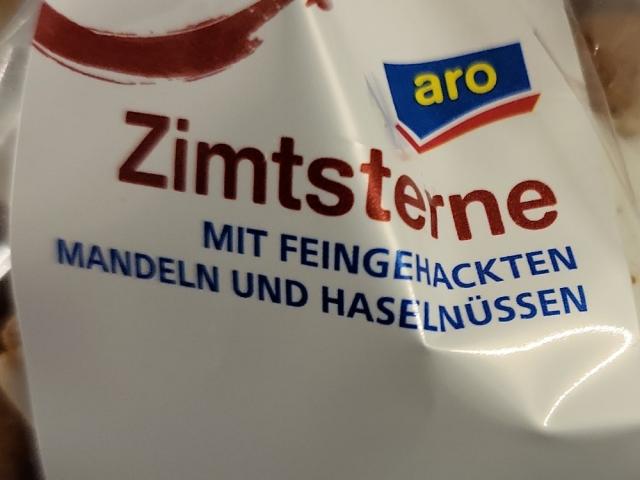 aro
Zimtsterne
MIT FEINGEHACKTEN
MANDELN UND HASELNÜSSEN